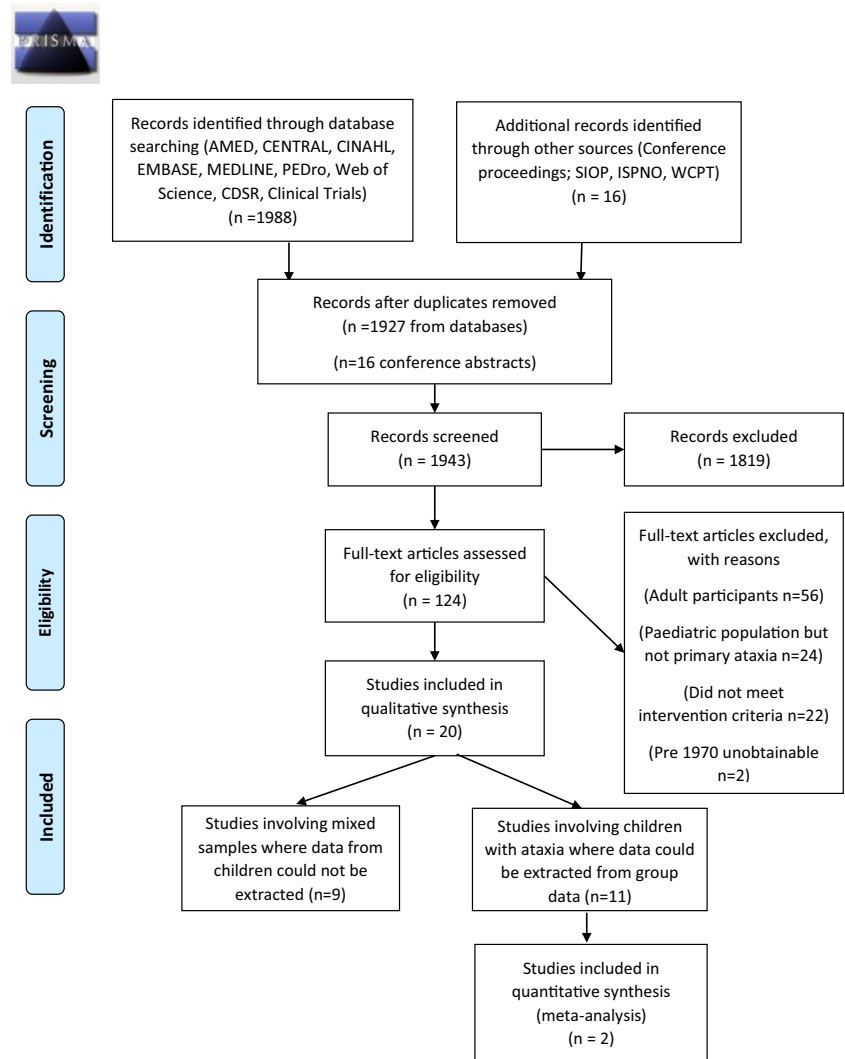 PRISMA
Identification
Records identified through database
searching (AMED, CENTRAL, CINAHL,
EMBASE, MEDLINE, PEDro, Web of
Science, CDSR, Clinical Trials)
(n =1988)
Additional records identified
through other sources (Conference
proceedings; SIOP, ISPNO, WCPT)
(n = 16)
Records after duplicates removed
(n =1927 from databases)
(n=16 conference abstracts)
Screening
Records screened
(n = 1943)
Records excluded
(n = 1819)
Eligibility
Full-text articles assessed
for eligibility
(n = 124)
Full-text articles excluded,
with reasons
(Adult participants n=56)
(Paediatric population but
not primary ataxia n=24)
(Did not meet
intervention criteria n=22)
(Pre 1970 unobtainable
n=2)
Studies included in
qualitative synthesis
(n = 20)
Included
Studies involving mixed
samples where data from
children could not be
extracted (n=9)
Studies involving children
with ataxia where data could
be extracted from group
data (n=11)
Studies included in
quantitative synthesis
(meta-analysis)
(n = 2)